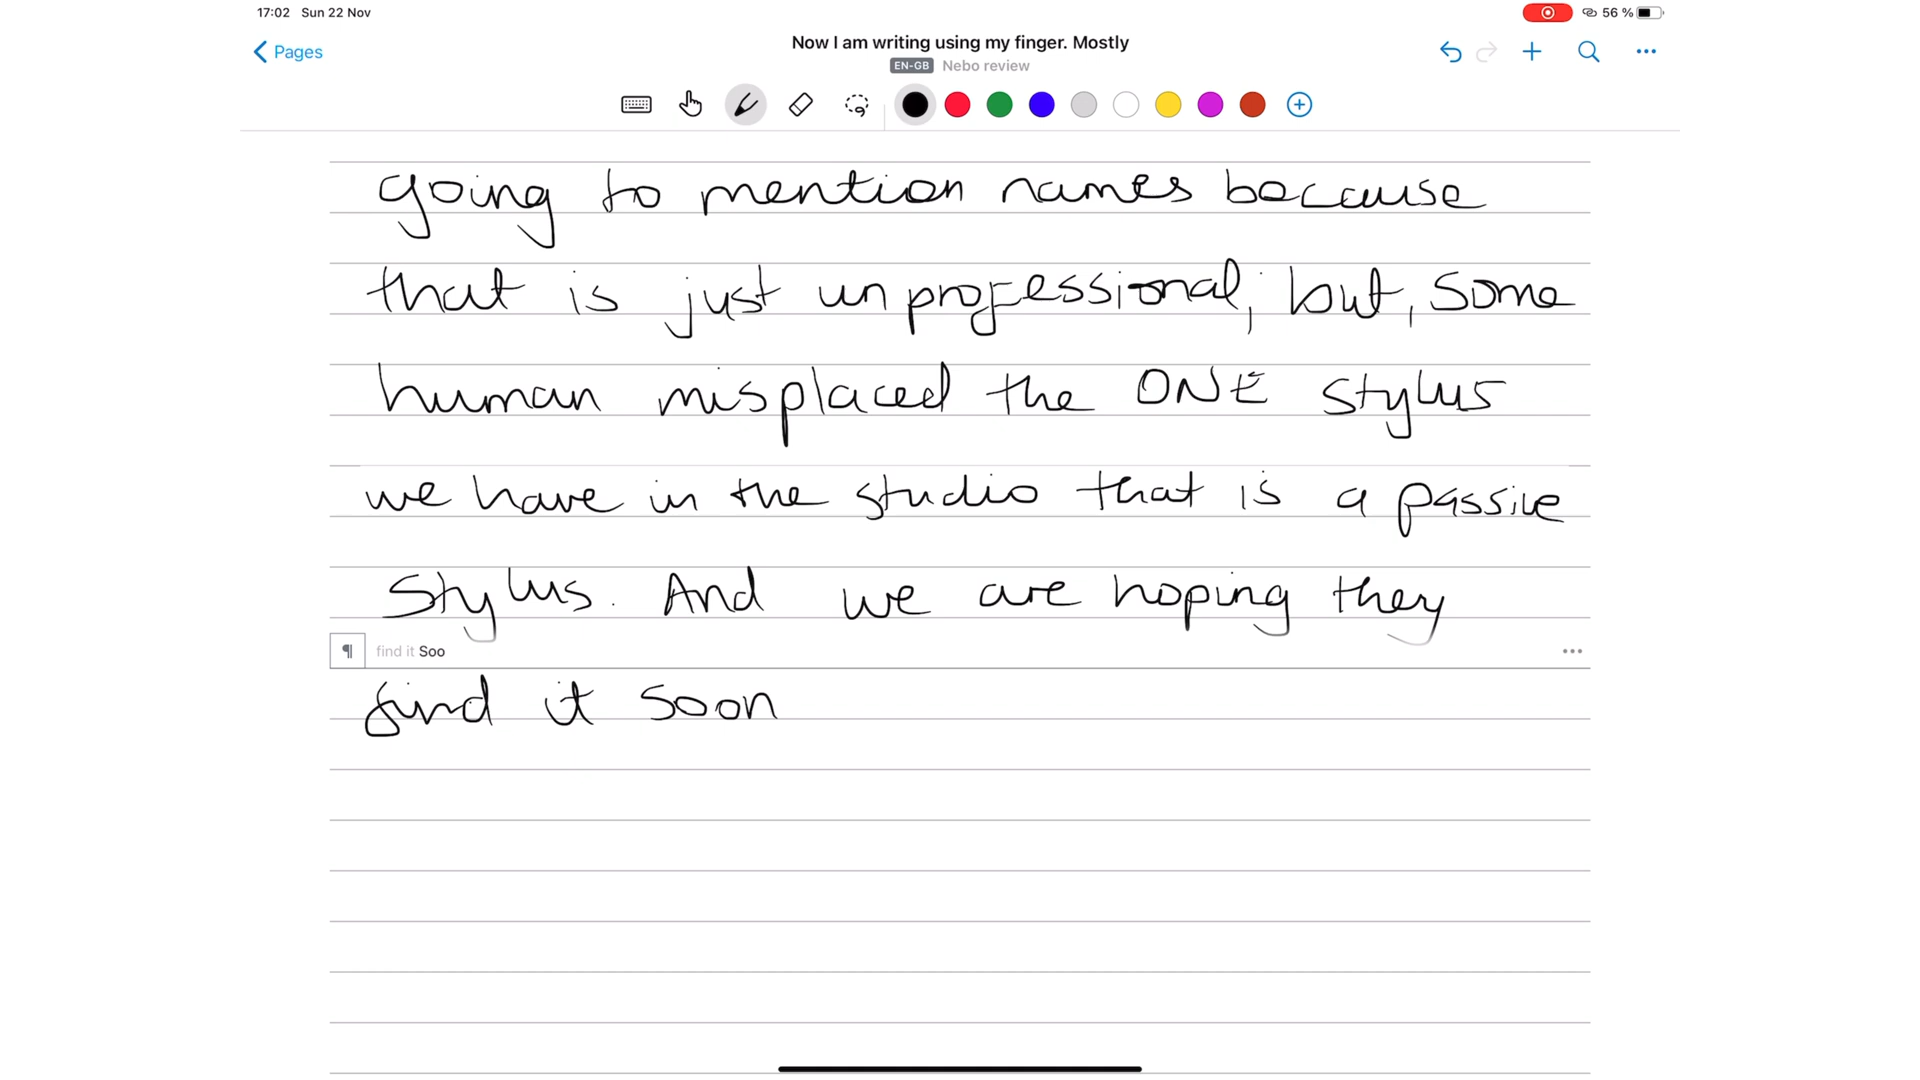 17:02 Sun 22 Nov
56 %
Pages
Now I am writing using my finger. Mostly
EN-GB Nebo review
going to mention names because
that is just unprofessional; but, some
human misplaced the ONE stylus
we have in the studio that is a passive
stylus. And we are hoping they
find it Soo
find it soon